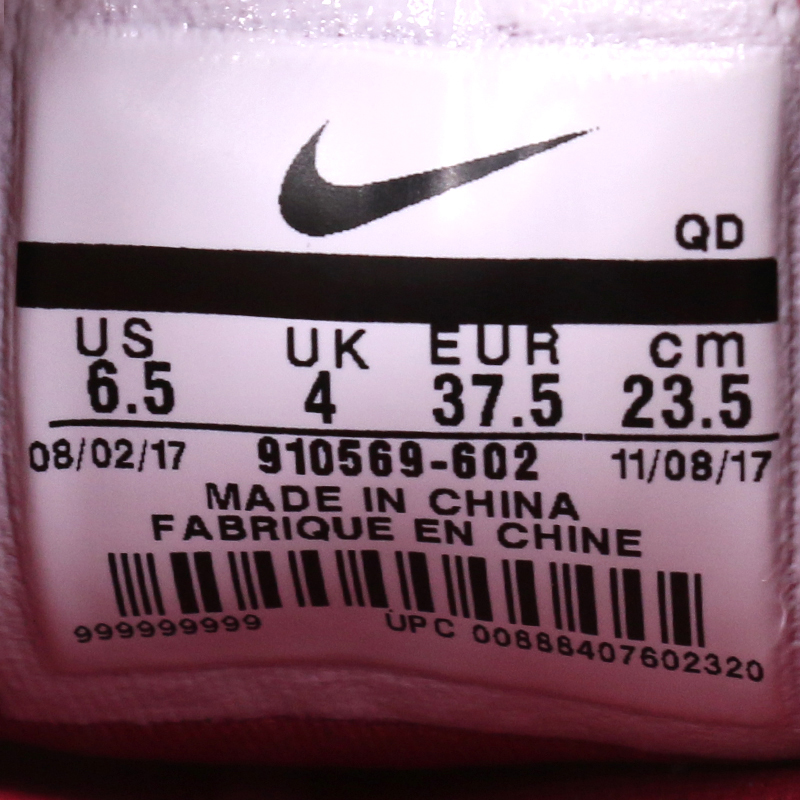 QD
US UK EUR cm
6.5 4 37.5 23.5
08/02/17 910569-602 11/08/17
MADE IN CHINA
FABRIQUE EN CHINE
999999999 UPC 00888407602320